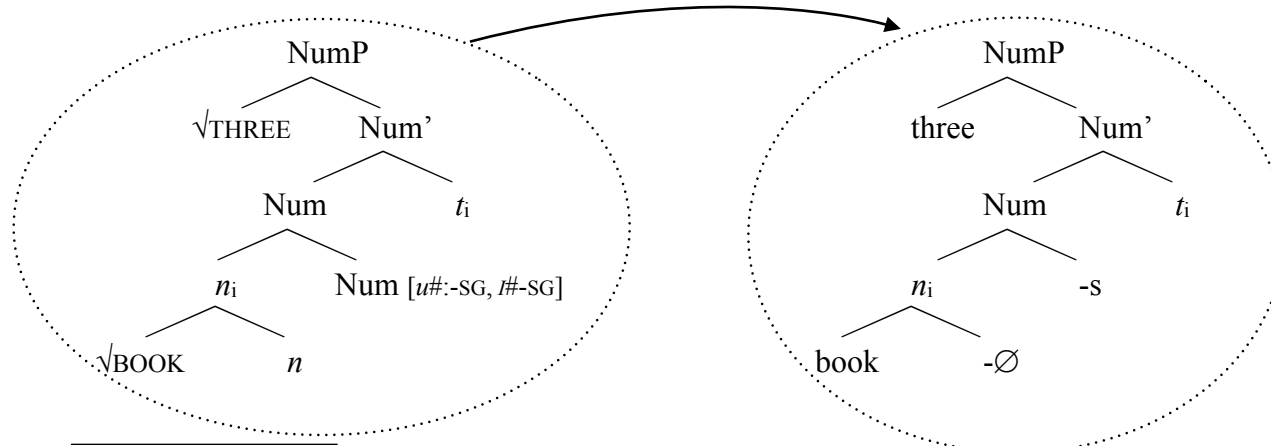 NumP NumP
√THREE Num’ three Num’
Num tᵢ Num tᵢ
nᵢ Num [u#:-SG, I#-SG] nᵢ -s
√BOOK n book -∅